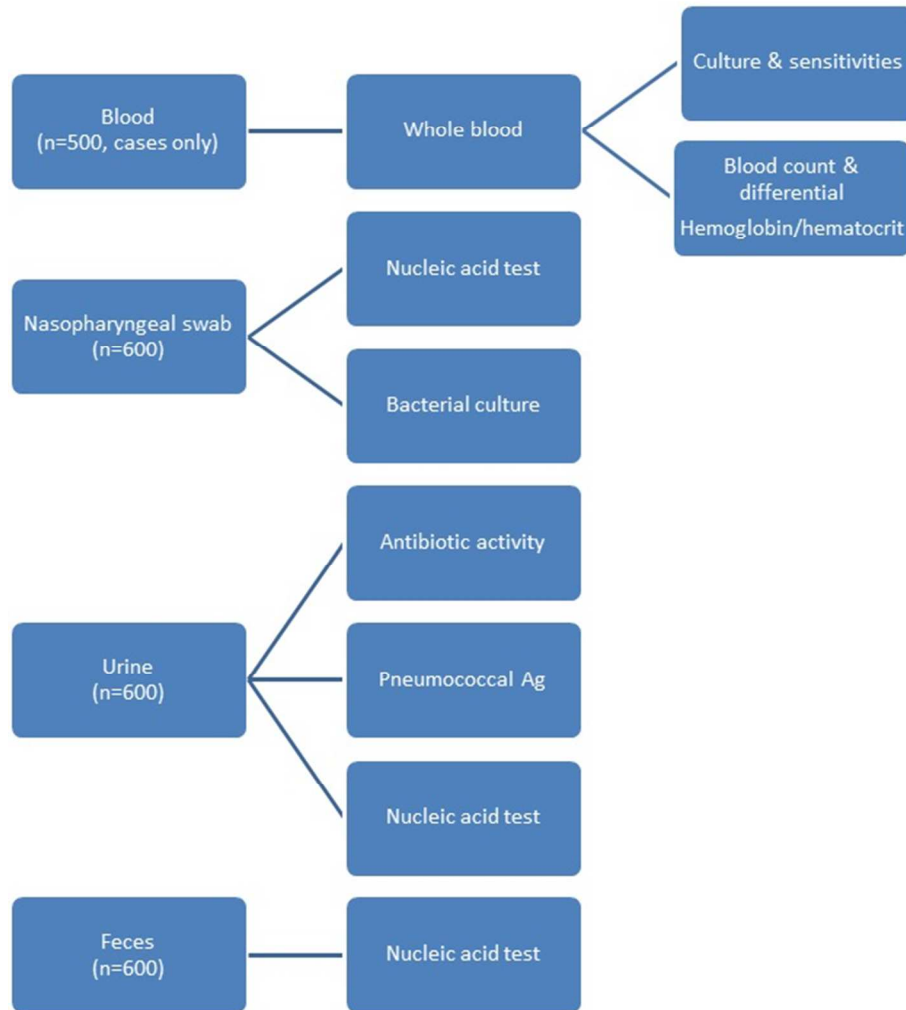 Blood
(n=500, cases only)
Whole blood
Culture & sensitivities
Blood count &
differential
Hemoglobin/hematocrit
Nasopharyngeal swab
(n=600)
Nucleic acid test
Bacterial culture
Urine
(n=600)
Antibiotic activity
Pneumococcal Ag
Nucleic acid test
Feces
(n=600)
Nucleic acid test